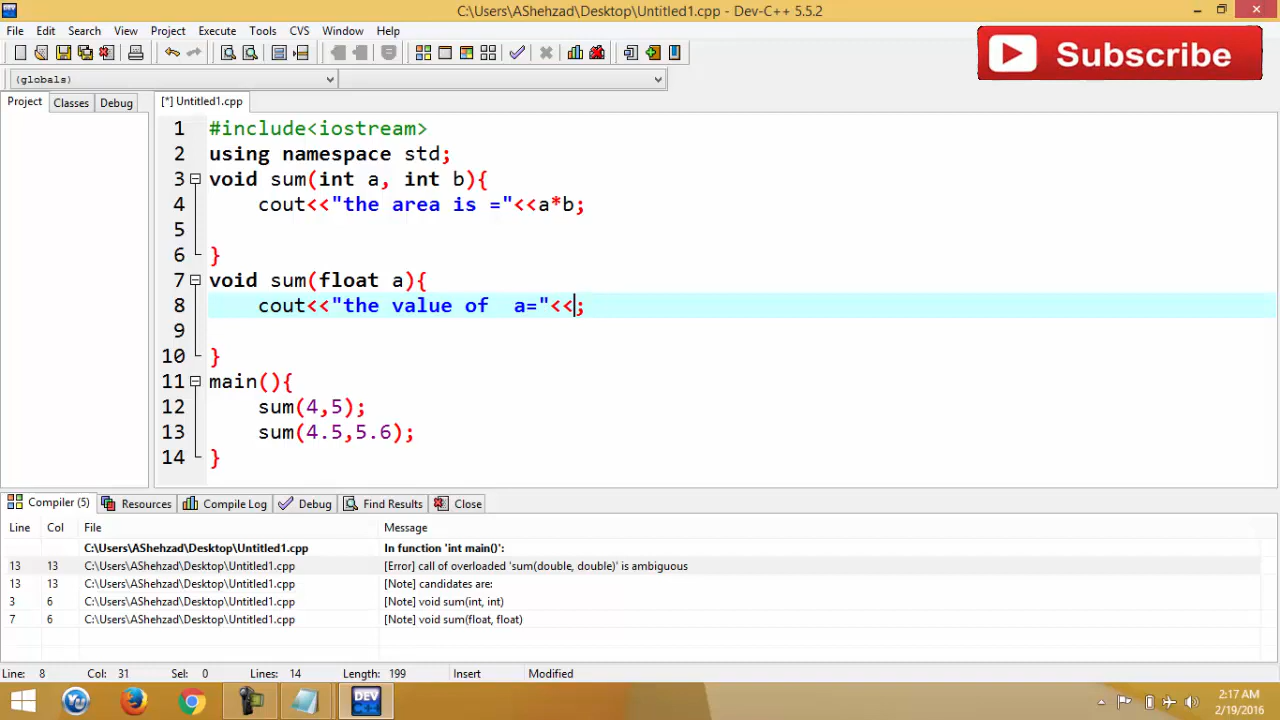 C:\Users\AShehzad\Desktop\Untitled1.cpp - Dev-C++ 5.5.2
File Edit Search View Project Execute Tools CVS Window Help
Subscribe
(globals)
Project Classes Debug [*] Untitled1.cpp
1 #include<iostream>
2 using namespace std;
3 void sum(int a, int b){
4 cout<<"the area is ="<<a*b;
5
6 }
7 void sum(float a){
8 cout<<"the value of  a="<<;
9
10 }
11 main(){
12 sum(4,5);
13 sum(4.5,5.6);
14 }
Compiler (5) Resources Compile Log Debug Find Results Close
Line Col File Message
C:\Users\AShehzad\Desktop\Untitled1.cpp In function 'int main()':
13 13 C:\Users\AShehzad\Desktop\Untitled1.cpp [Error] call of overloaded 'sum(double, double)' is ambiguous
13 13 C:\Users\AShehzad\Desktop\Untitled1.cpp [Note] candidates are:
3 6 C:\Users\AShehzad\Desktop\Untitled1.cpp [Note] void sum(int, int)
7 6 C:\Users\AShehzad\Desktop\Untitled1.cpp [Note] void sum(float, float)
Line: 8 Col: 31 Sel: 0 Lines: 14 Length: 199 Insert Modified
DEV
2:17 AM
2/19/2016